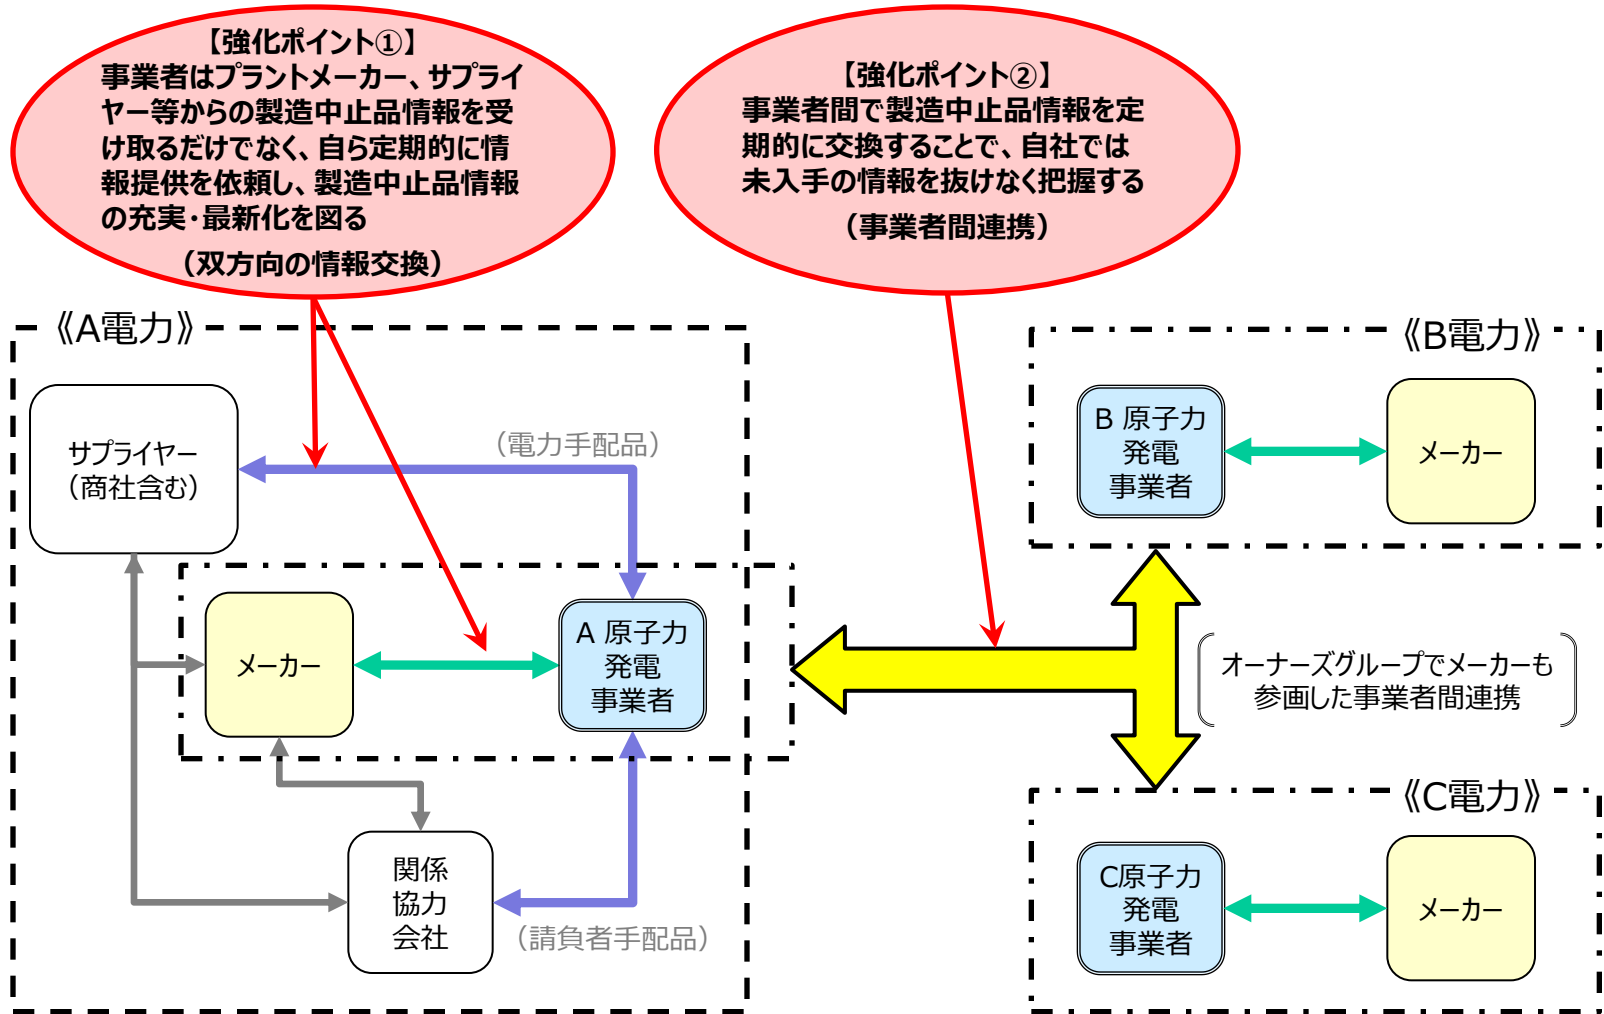 【強化ポイント①】
事業者はプラントメーカー、サプライ
ヤー等からの製造中止品情報を受
け取るだけでなく、自ら定期的に情
報提供を依頼し、製造中止品情報
の充実・最新化を図る
（双方向の情報交換）
【強化ポイント②】
事業者間で製造中止品情報を定
期的に交換することで、自社では
未入手の情報を抜けなく把握する
（事業者間連携）
《A電力》
サプライヤー
（商社含む）
（電力手配品）
メーカー
A 原子力
発電
事業者
関係
協力
会社
（請負者手配品）
《B電力》
B 原子力
発電
事業者
メーカー
オーナーズグループでメーカーも
参画した事業者間連携
《C電力》
C原子力
発電
事業者
メーカー